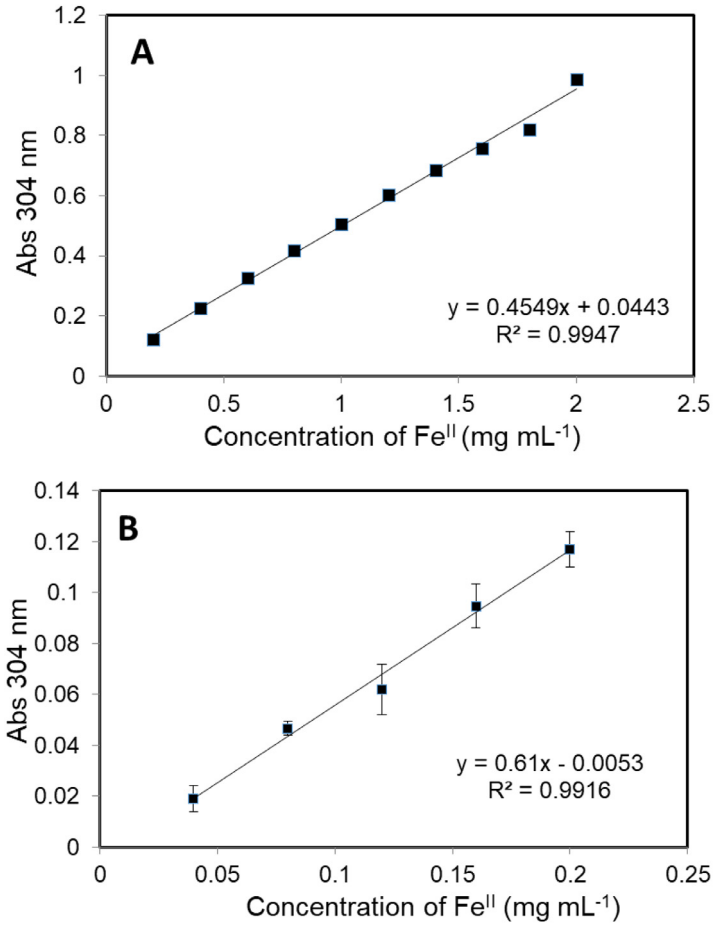 1.2
A
1
0.8
0.6
0.4
0.2
0
Abs 304 nm
y = 0.4549x + 0.0443
R² = 0.9947
0 0.5 1 1.5 2 2.5
Concentration of Feᴵᴵ (mg mL⁻¹)
0.14
B
0.12
0.1
0.08
0.06
0.04
0.02
0
Abs 304 nm
y = 0.61x - 0.0053
R² = 0.9916
0 0.05 0.1 0.15 0.2 0.25
Concentration of Feᴵᴵ (mg mL⁻¹)